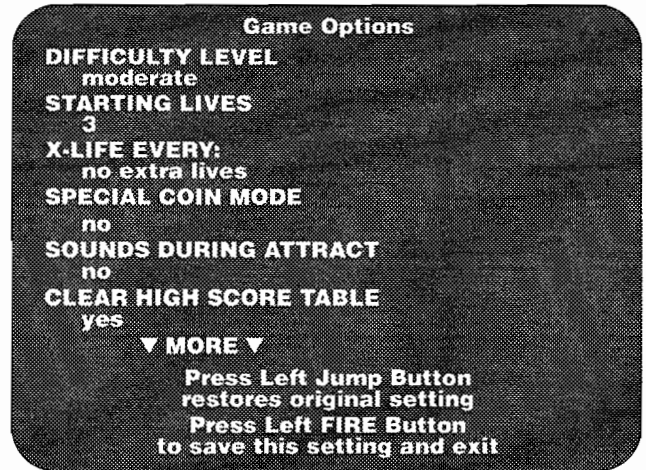 Game Options
DIFFICULTY LEVEL
moderate
STARTING LIVES
3
X-LIFE EVERY:
no extra lives
SPECIAL COIN MODE
no
SOUNDS DURING ATTRACT
no
CLEAR HIGH SCORE TABLE
yes
▼ MORE ▼
Press Left Jump Button
restores original setting
Press Left FIRE Button
to save this setting and exit